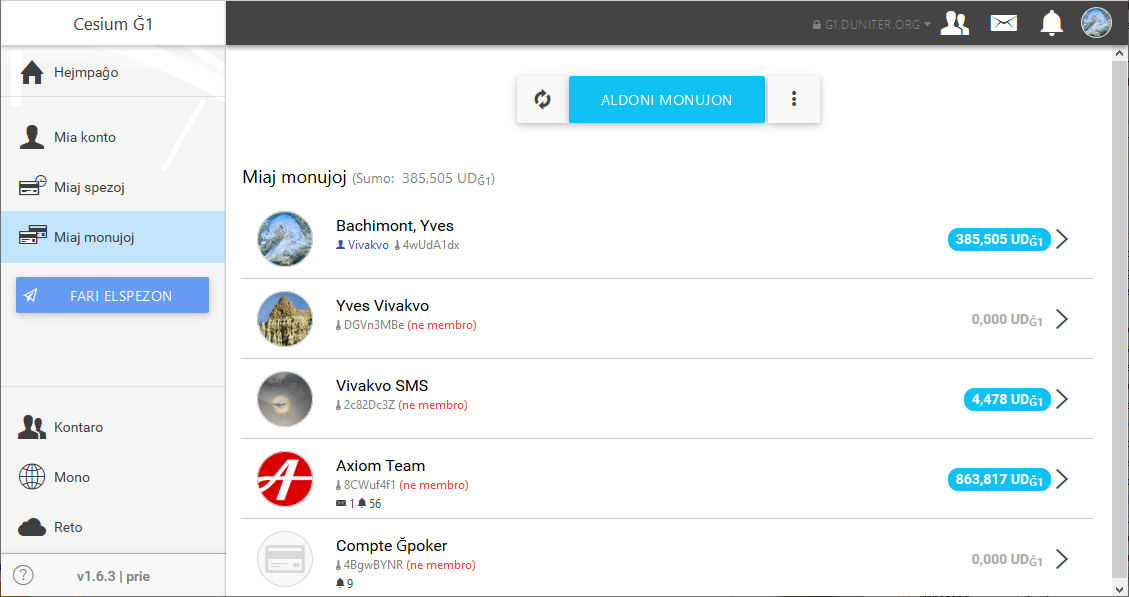 Cesium Ğ1
G1.DUNITER.ORG
Hejmpaĝo
Mia konto
Miaj spezoj
Miaj monujoj
FARI ELSPEZON
Kontaro
Mono
Reto
v1.6.3 | prie
ALDONI MONUJON
Miaj monujoj (Sumo: 385,505 UDĞ1)
Bachimont, Yves
Vivakvo 4wUdA1dx
385,505 UDĞ1
Yves Vivakvo
DGVn3MBe (ne membro)
0,000 UDĞ1
Vivakvo SMS
2c82Dc3Z (ne membro)
4,478 UDĞ1
Axiom Team
8CWuf4f1 (ne membro)
1 56
863,817 UDĞ1
Compte Ğpoker
4BgwBYNR (ne membro)
9
0,000 UDĞ1